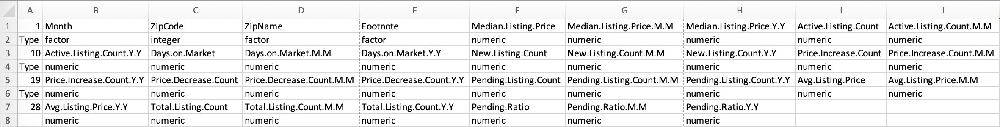 A B C D E F G H I J
1 1 Month ZipCode ZipName Footnote Median.Listing.Price Median.Listing.Price.M.M Median.Listing.Price.Y.Y Active.Listing.Count Active.Listing.Count.M.M
2 Type factor integer factor factor numeric numeric numeric numeric numeric
3 10 Active.Listing.Count.Y.Y Days.on.Market Days.on.Market.M.M Days.on.Market.Y.Y New.Listing.Count New.Listing.Count.M.M New.Listing.Count.Y.Y Price.Increase.Count Price.Increase.Count.M.M
4 Type numeric numeric numeric numeric numeric numeric numeric numeric numeric
5 19 Price.Increase.Count.Y.Y Price.Decrease.Count Price.Decrease.Count.M.M Price.Decrease.Count.Y.Y Pending.Listing.Count Pending.Listing.Count.M.M Pending.Listing.Count.Y.Y Avg.Listing.Price Avg.Listing.Price.M.M
6 Type numeric numeric numeric numeric numeric numeric numeric numeric numeric
7 28 Avg.Listing.Price.Y.Y Total.Listing.Count Total.Listing.Count.M.M Total.Listing.Count.Y.Y Pending.Ratio Pending.Ratio.M.M Pending.Ratio.Y.Y
8 numeric numeric numeric numeric numeric numeric numeric